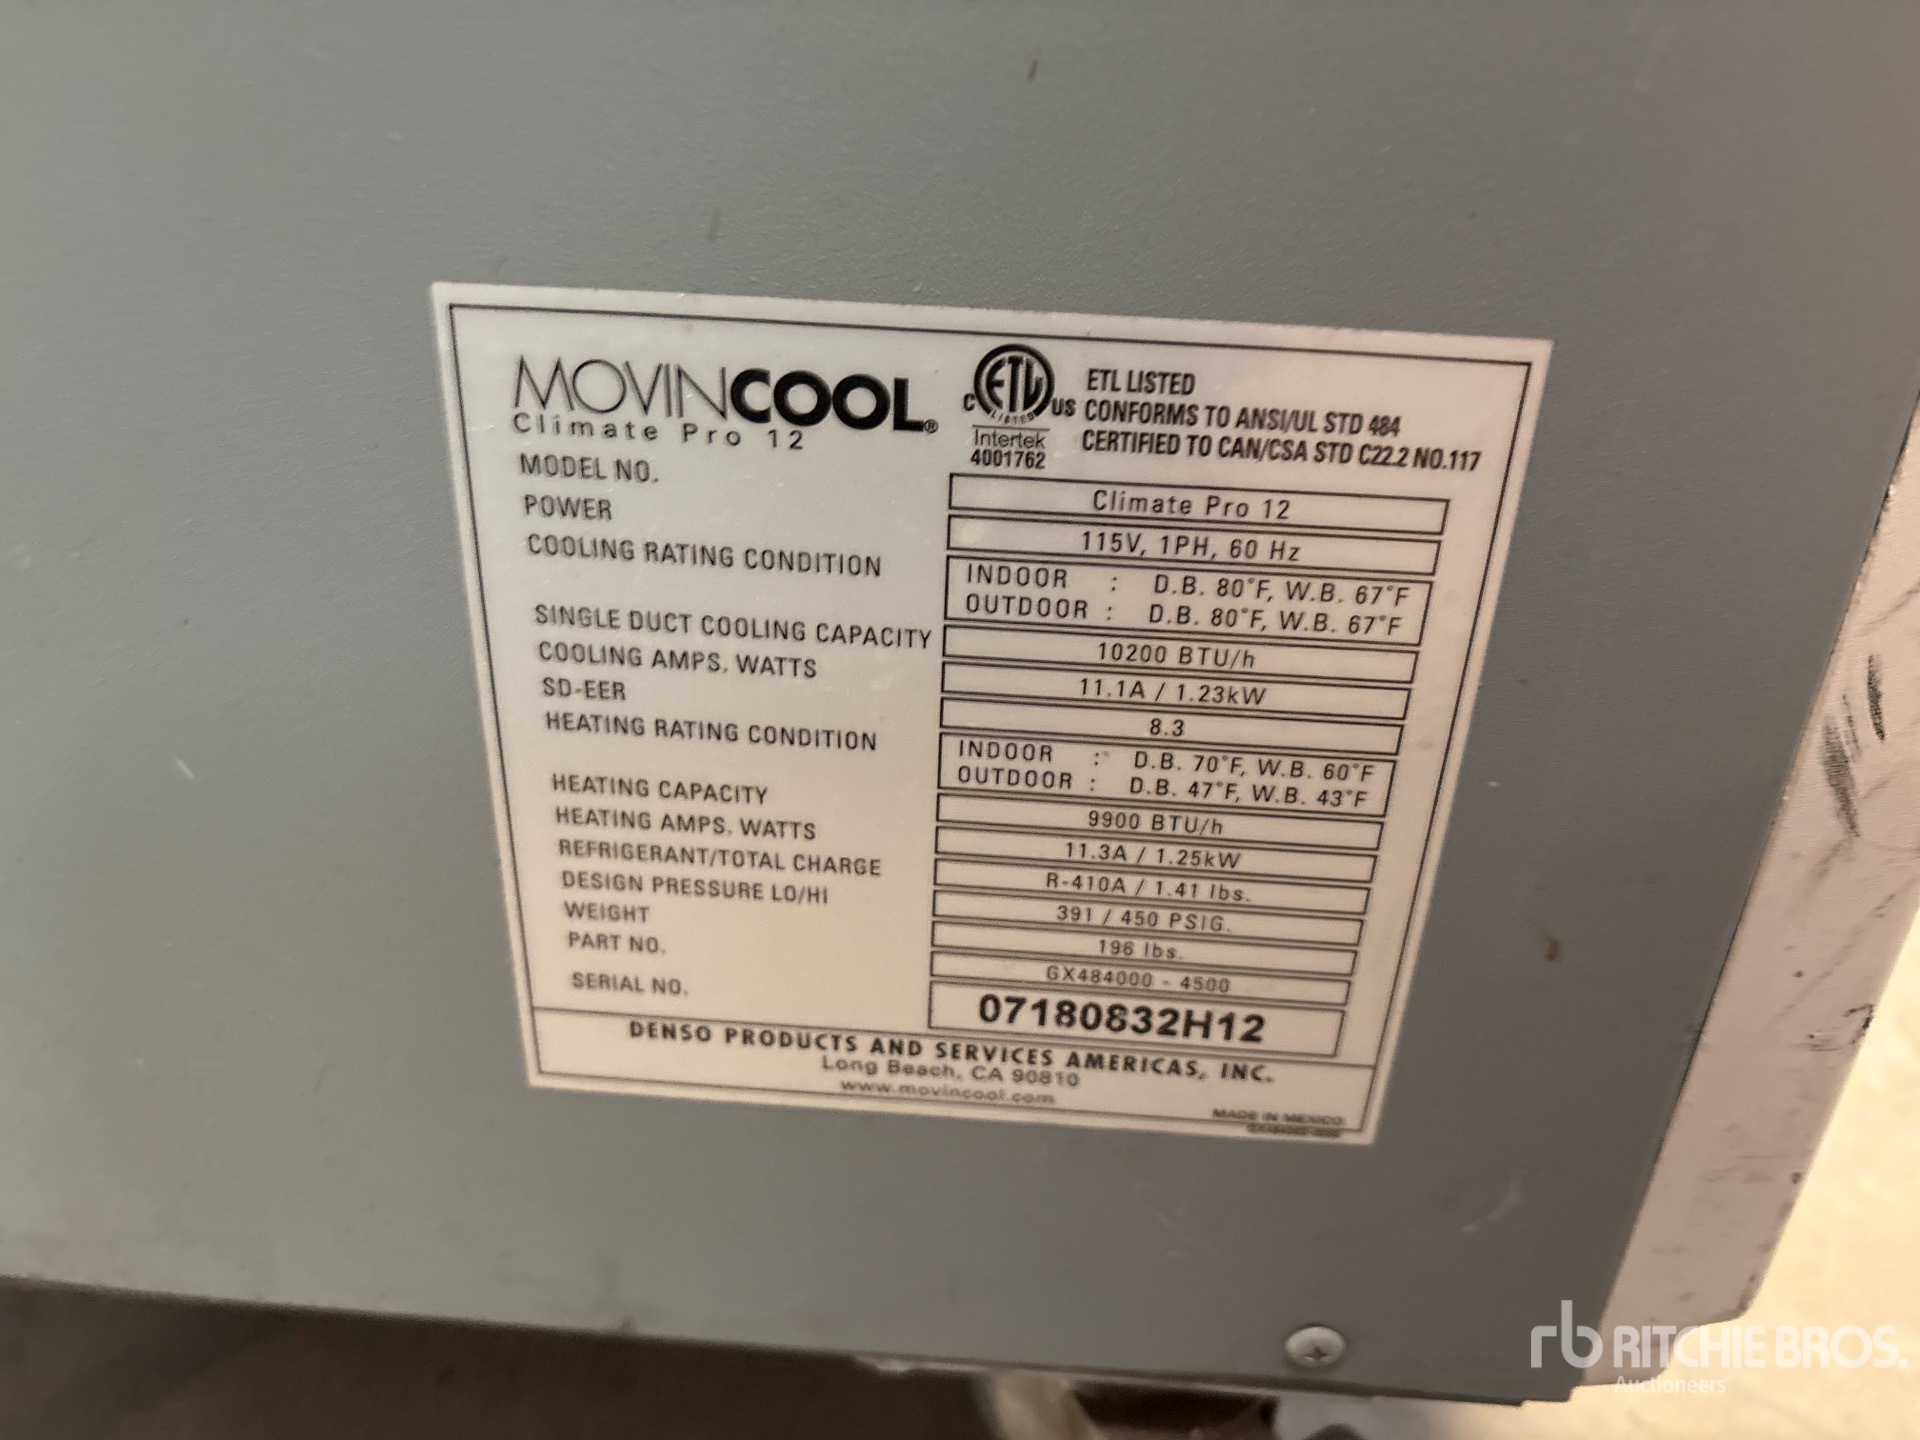 MOVINCOOL®
Climate Pro 12
C ETL US
LISTED
Intertek
4001762
ETL LISTED
CONFORMS TO ANSI/UL STD 484
CERTIFIED TO CAN/CSA STD C22.2 NO.117
MODEL NO. Climate Pro 12
POWER 115V, 1PH, 60 Hz
COOLING RATING CONDITION INDOOR : D.B. 80°F, W.B. 67°F
OUTDOOR : D.B. 80°F, W.B. 67°F
SINGLE DUCT COOLING CAPACITY 10200 BTU/h
COOLING AMPS. WATTS 11.1A / 1.23kW
SD-EER 8.3
HEATING RATING CONDITION INDOOR : D.B. 70°F, W.B. 60°F
OUTDOOR : D.B. 47°F, W.B. 43°F
HEATING CAPACITY 9900 BTU/h
HEATING AMPS. WATTS 11.3A / 1.25kW
REFRIGERANT/TOTAL CHARGE R-410A / 1.41 lbs.
DESIGN PRESSURE LO/HI 391 / 450 PSIG.
WEIGHT 196 lbs.
PART NO. GX484000 - 4500
SERIAL NO. 07180832H12
DENSO PRODUCTS AND SERVICES AMERICAS, INC.
Long Beach, CA 90810
www.movincool.com
MADE IN MEXICO
rb RITCHIE BROS.
Auctioneers